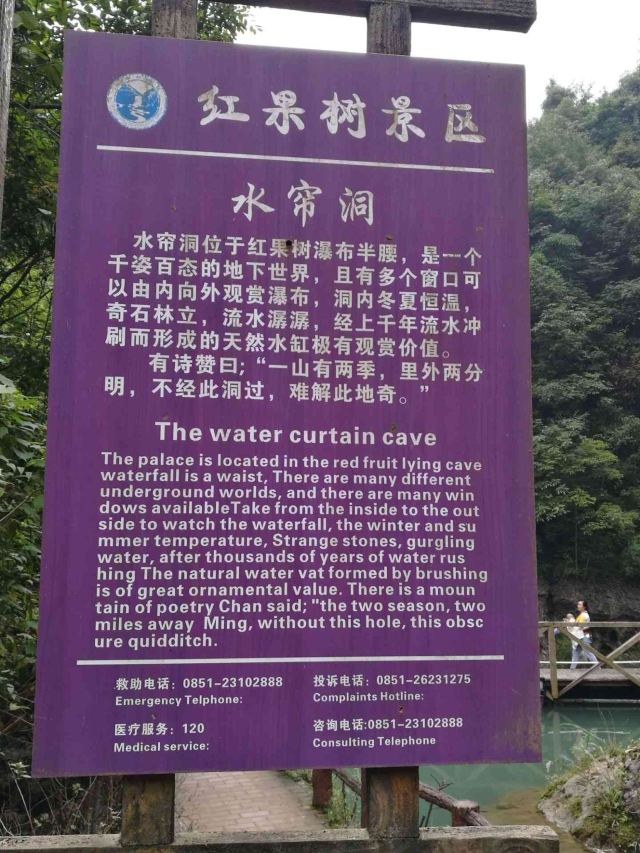 红果树景区
水帘洞
水帘洞位于红果树瀑布半腰，是一个
千姿百态的地下世界，且有多个窗口可
以由内向外观赏瀑布，洞内冬夏恒温，
奇石林立，流水潺潺，经上千年流水冲
刷而形成的天然水缸极有观赏价值。
有诗赞曰；“一山有两季，里外两分
明，不经此洞过，难解此地奇。”
The water curtain cave
The palace is located in the red fruit lying cave
waterfall is a waist, There are many different
underground worlds, and there are many win
dows availableTake from the inside to the out
side to watch the waterfall, the winter and su
mmer temperature, Strange stones, gurgling
water, after thousands of years of water rus
hing The natural water vat formed by brushing
is of great ornamental value. There is a moun
tain of poetry Chan said; "the two season, two
miles away Ming, without this hole, this obsc
ure quidditch.
救助电话：0851-23102888
Emergency Telphone:
投诉电话：0851-26231275
Complaints Hotline:
医疗服务：120
Medical service:
咨询电话:0851-23102888
Consulting Telephone